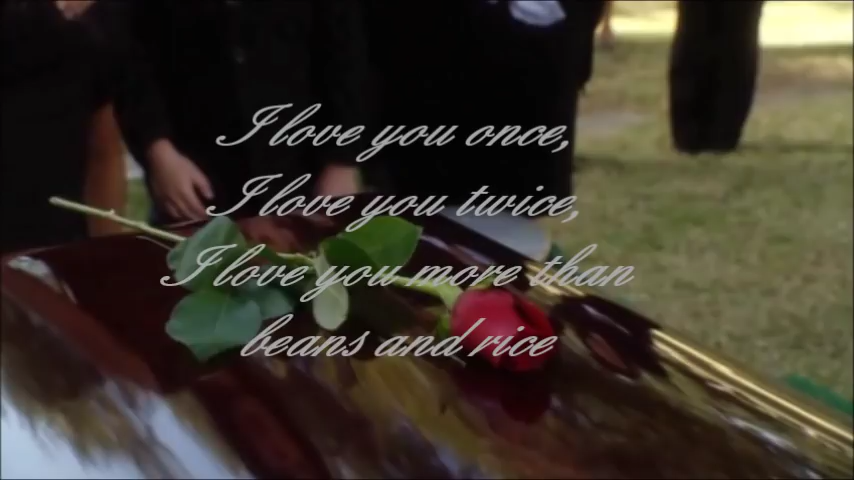 I love you once,
I love you twice,
I love you more than
beans and rice